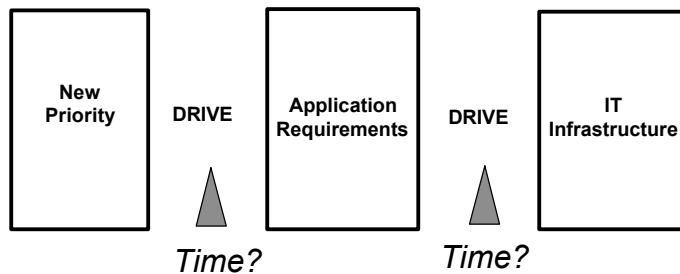 New
Priority
DRIVE
Application
Requirements
DRIVE
IT
Infrastructure
Time?
Time?